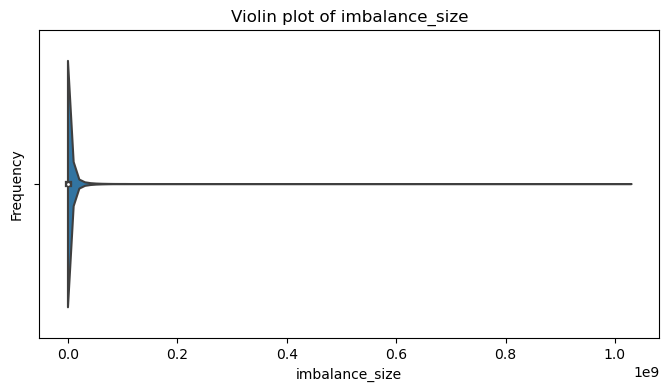 Violin plot of imbalance_size
Frequency
0.0 0.2 0.4 0.6 0.8 1.0
1e9
imbalance_size